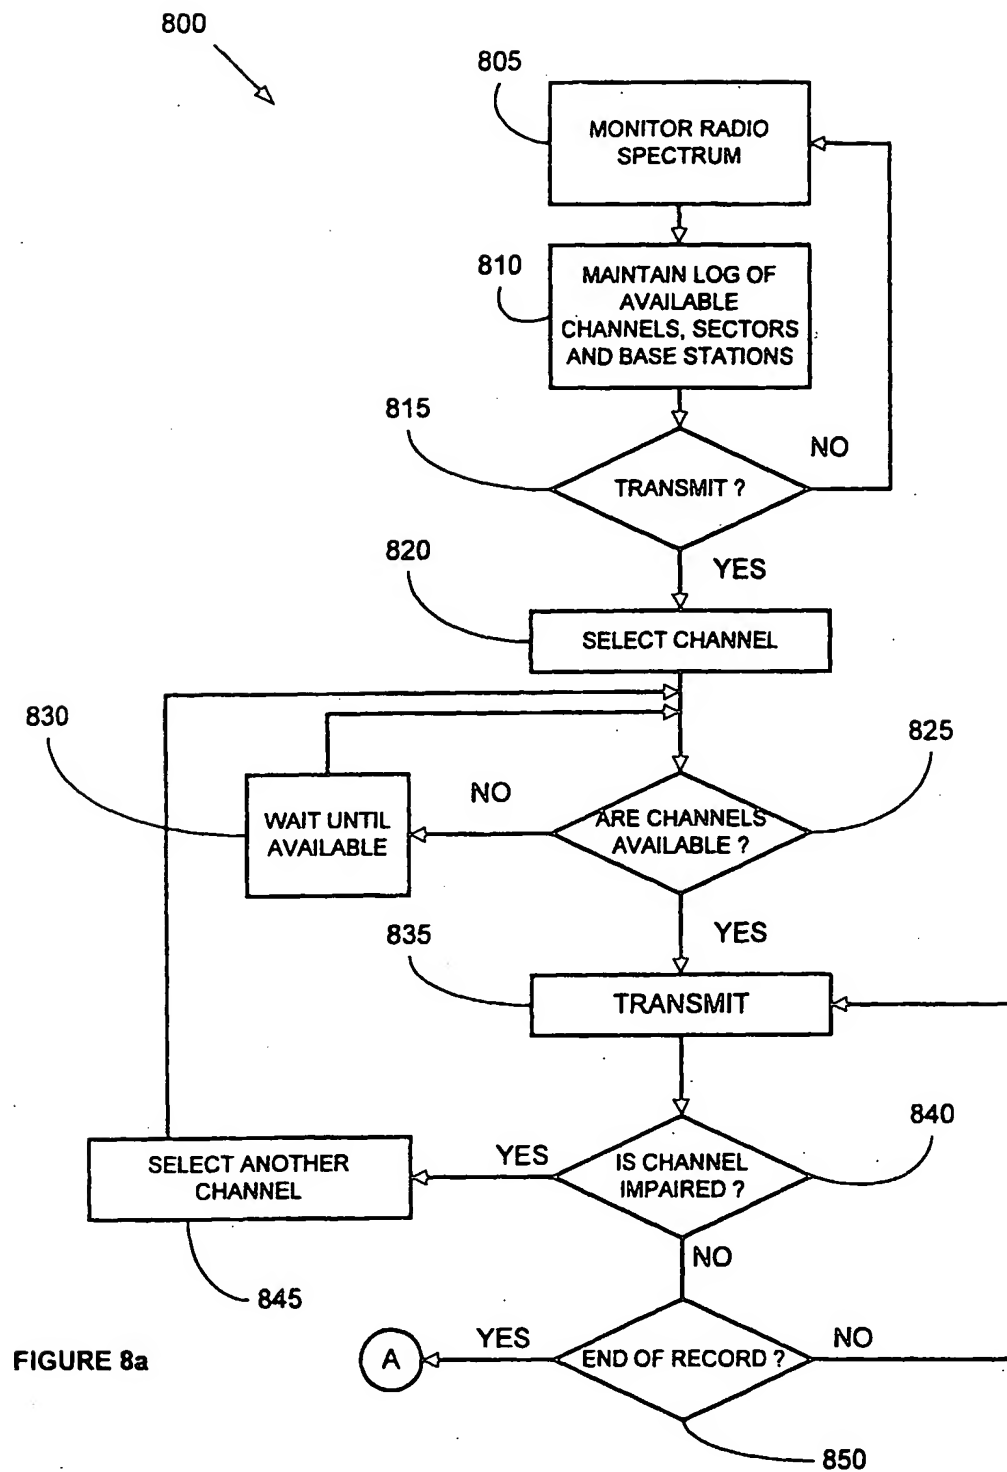 800
805
MONITOR RADIO
SPECTRUM
810
MAINTAIN LOG OF
AVAILABLE
CHANNELS, SECTORS
AND BASE STATIONS
815
NO
TRANSMIT ?
820
YES
SELECT CHANNEL
830
825
NO
WAIT UNTIL
AVAILABLE
ARE CHANNELS
AVAILABLE ?
835
YES
TRANSMIT
840
SELECT ANOTHER
CHANNEL
YES
IS CHANNEL
IMPAIRED ?
NO
845
FIGURE 8a
A
YES
END OF RECORD ?
NO
850